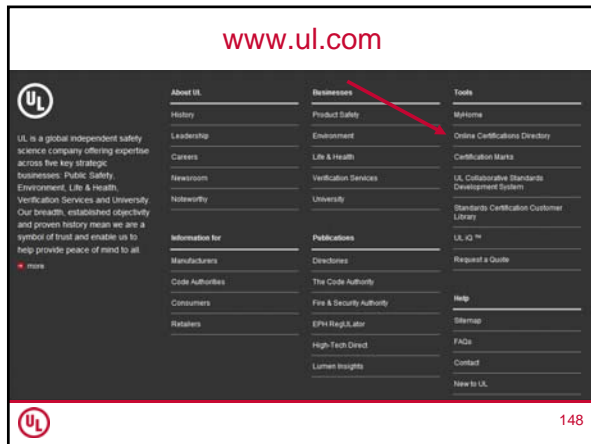 www.ul.com
UL
UL is a global independent safety
science company offering expertise
across five key strategic
businesses: Public Safety,
Environment, Life & Health,
Verification Services and University.
Our breadth, established objectivity
and proven history mean we are a
symbol of trust and enable us to
help provide peace of mind to all.
more
About UL
History
Leadership
Careers
Newsroom
Noteworthy
Information for
Manufacturers
Code Authorities
Consumers
Retailers
Businesses
Product Safety
Environment
Life & Health
Verification Services
University
Publications
Directories
The Code Authority
Fire & Security Authority
EPH RegULator
High-Tech Direct
Lumen Insights
Tools
MyHome
Online Certifications Directory
Certification Marks
UL Collaborative Standards
Development System
Standards Certification Customer
Library
UL iQ ™
Request a Quote
Help
Sitemap
FAQs
Contact
New to UL
UL
148